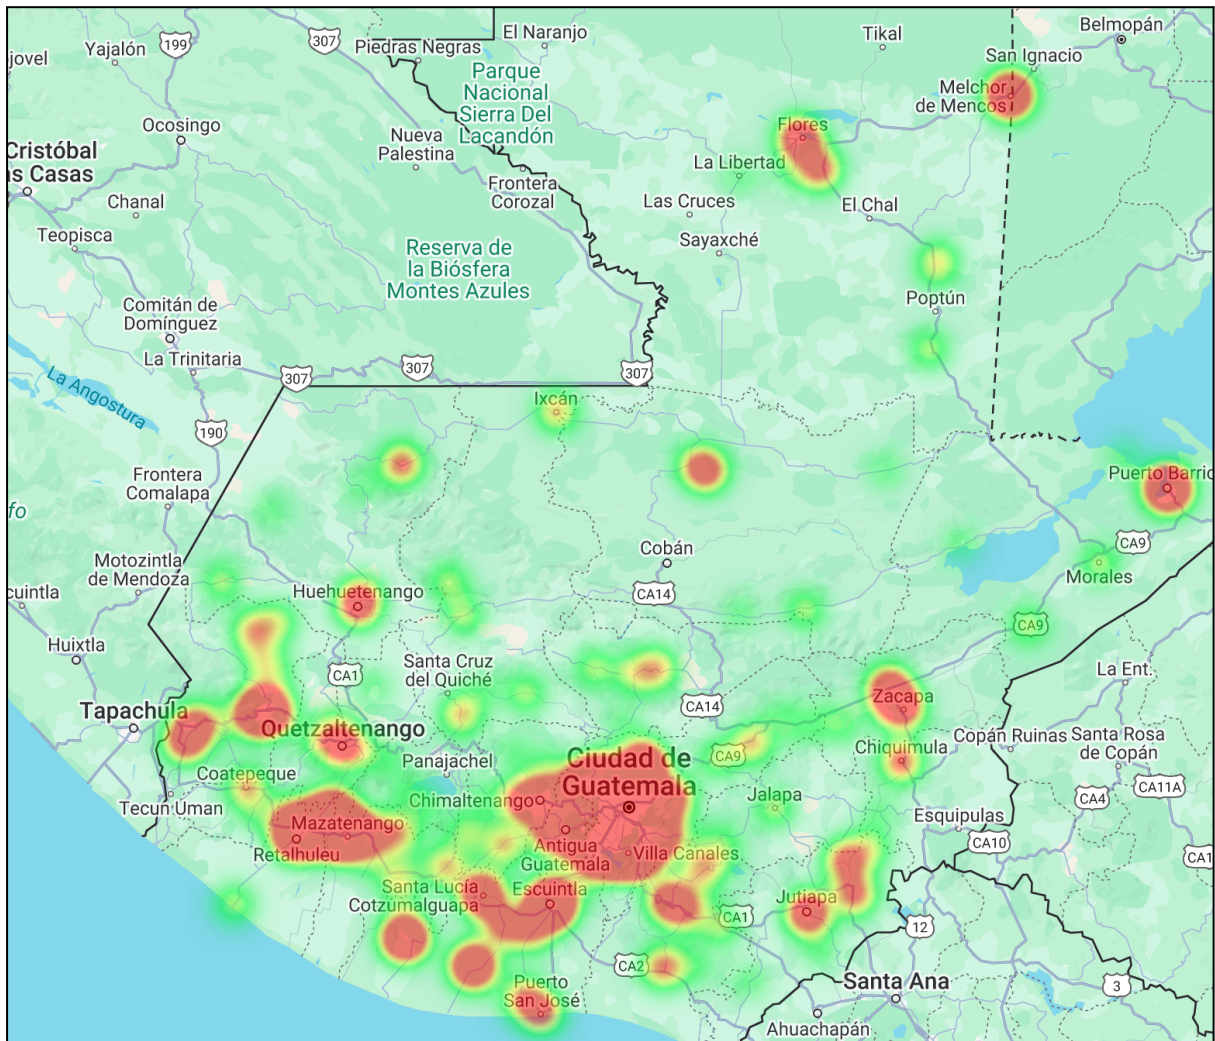 Belmopán
El Naranjo
Tikal
199
307
Yajalón
Piedras Negras
San Ignacio
jovel
Parque
Nacional
Sierra Del
Lacandón
Melchor
de Mencos
Ocosingo
Flores
Nueva
Palestina
Cristóbal
as Casas
La Libertad
Frontera
Corozal
Chanal
Las Cruces
El Chal
Teopisca
Sayaxché
Reserva de
la Biósfera
Montes Azules
Comitán de
Domínguez
Poptún
La Trinitaria
307
307
307
La Angostura
Ixcán
190
Frontera
Comalapa
Puerto Barrio
fo
CA9
Cobán
Motozintla
de Mendoza
Morales
cuintla
Huehuetenango
CA14
CA9
Huixtla
Santa Cruz
del Quiché
CA1
La Ent.
Zacapa
CA14
Tapachula
Quetzaltenango
Copán Ruinas
Santa Rosa
de Copán
Chiquimula
Ciudad de
Guatemala
CA9
Panajachel
Coatepeque
CA11A
Chimaltenango
Jalapa
CA4
Tecun Uman
Esquipulas
Mazatenango
Antigua
Guatemala
CA10
Retalhuleu
Villa Canales
CA1
Santa Lucía
Cotzumalguapa
Escuintla
Jutiapa
CA1
12
CA2
Puerto
San José
Santa Ana
3
Ahuachapán